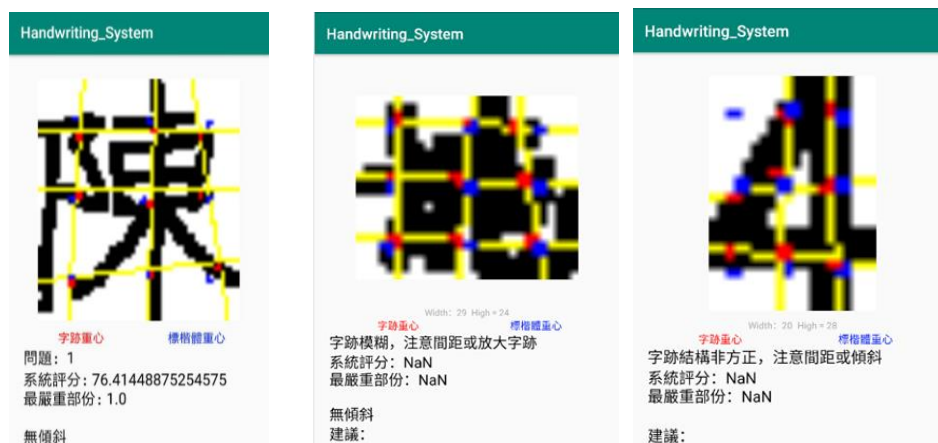 Handwriting_System
陳
字跡重心 標楷體重心
問題：1
系統評分：76.41448875254575
最嚴重部份：1.0
無傾斜
Handwriting_System
Width：29 High = 24
字跡重心 標楷體重心
字跡模糊，注意間距或放大字跡
系統評分：NaN
最嚴重部份：NaN
無傾斜
建議：
Handwriting_System
4
Width：20 High = 28
字跡重心 標楷體重心
字跡結構非方正，注意間距或傾斜
系統評分：NaN
最嚴重部份：NaN
建議：